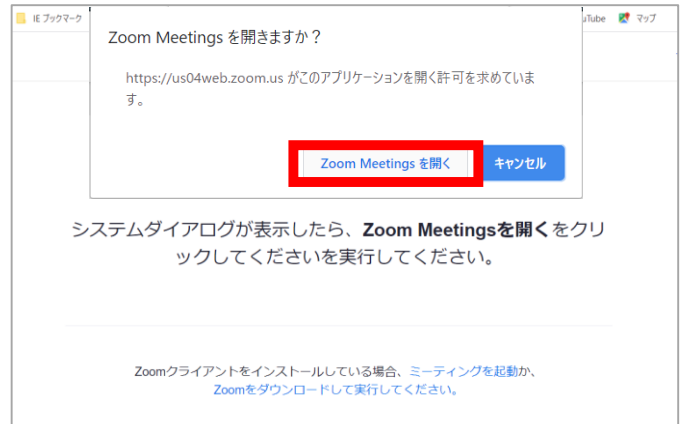 IE ブックマーク
uTube マップ
Zoom Meetings を開きますか？
https://us04web.zoom.us がこのアプリケーションを開く許可を求めていま
す。
Zoom Meetings を開く キャンセル
システムダイアログが表示したら、Zoom Meetingsを開くをクリ
ックしてくださいを実行してください。
Zoomクライアントをインストールしている場合、ミーティングを起動か、
Zoomをダウンロードして実行してください。